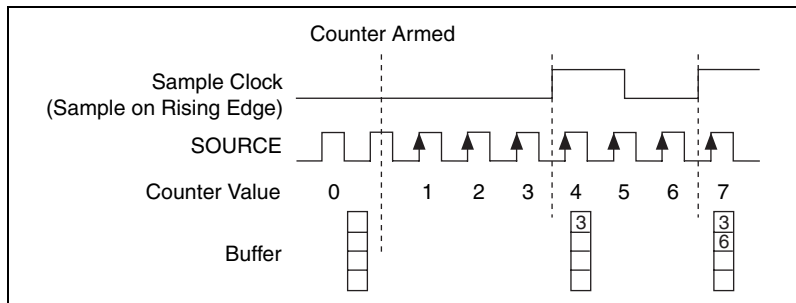 Counter Armed
Sample Clock
(Sample on Rising Edge)
SOURCE
Counter Value 0 1 2 3 4 5 6 7
Buffer 3 3
6